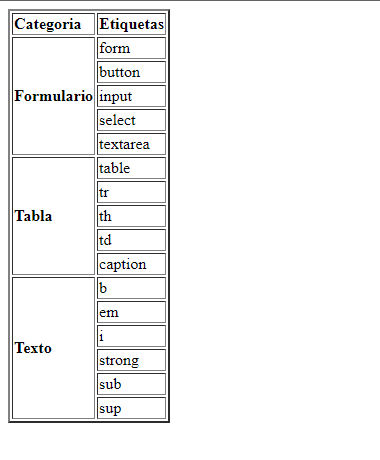 Categoria Etiquetas
Formulario
form
button
input
select
textarea
Tabla
table
tr
th
td
caption
Texto
b
em
i
strong
sub
sup